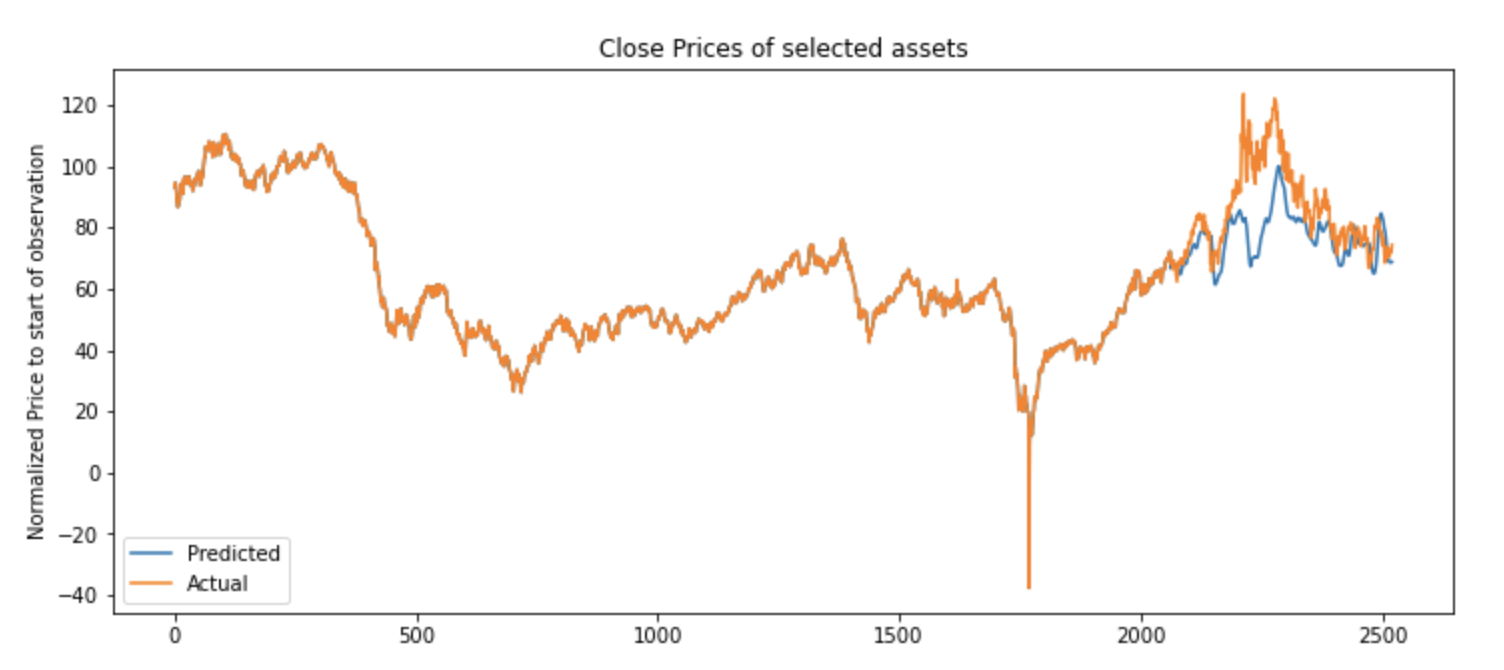 Close Prices of selected assets
Normalized Price to start of observation
120
100
80
60
40
20
0
−20
−40
Predicted
Actual
0 500 1000 1500 2000 2500